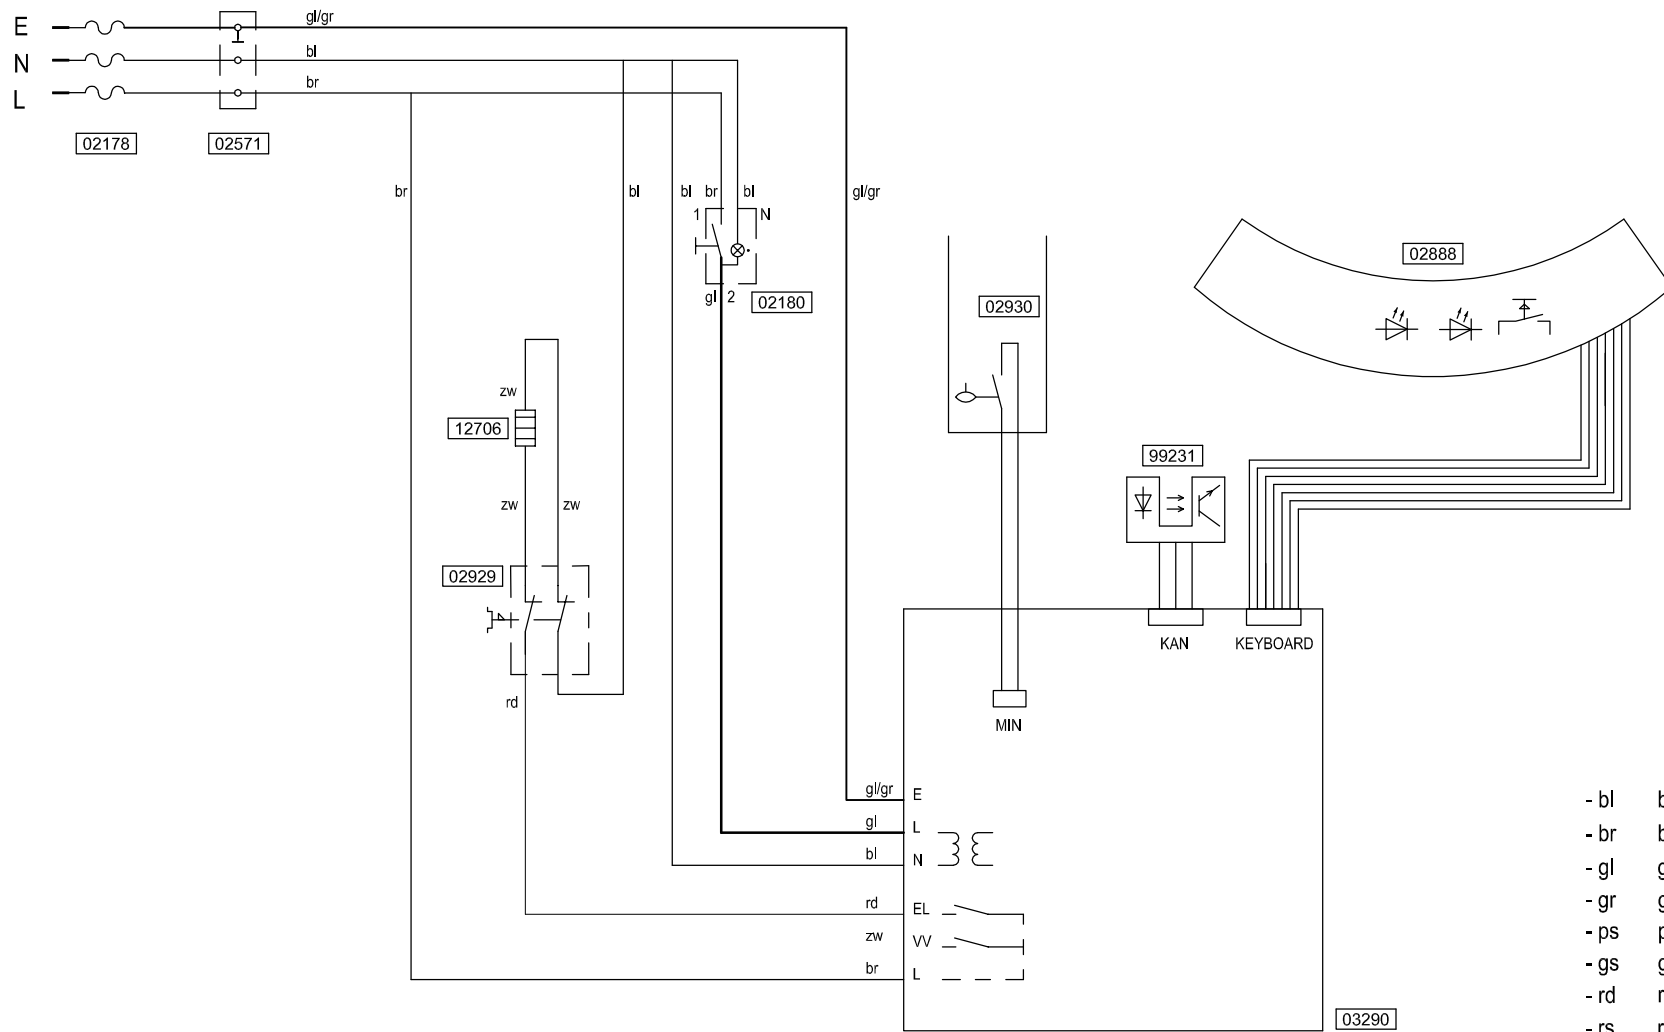 E
gl/gr
N
bl
L
br
02178
02571
br
bl
bl
br
bl
gl/gr
1
N
gl
2
02180
02930
02888
zw
12706
99231
zw
zw
02929
rd
KAN
KEYBOARD
MIN
gl/gr
E
gl
L
bl
N
rd
EL
zw
VV
br
L
03290
- bl
- br
- gl
- gr
- ps
- gs
- rd
- rs